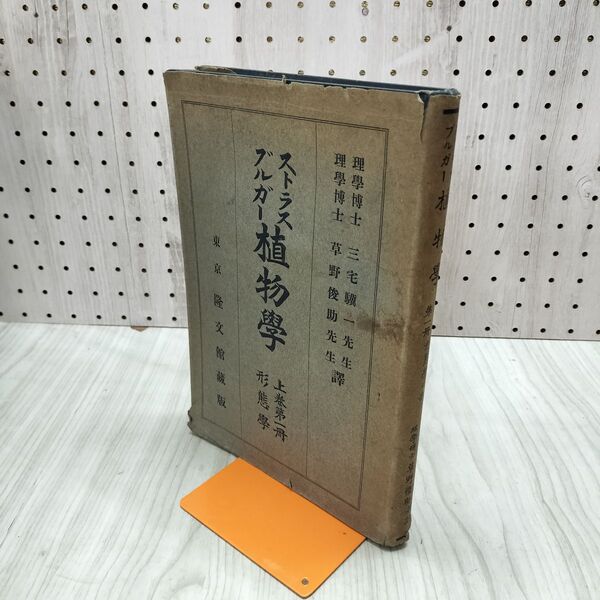 理學博士 三宅驥一先生
理學博士 草野俊助先生 譯
ストラスブルガー 植物學
上巻第一冊
形態學
東京 隆文館藏版
ブルガー 植物學